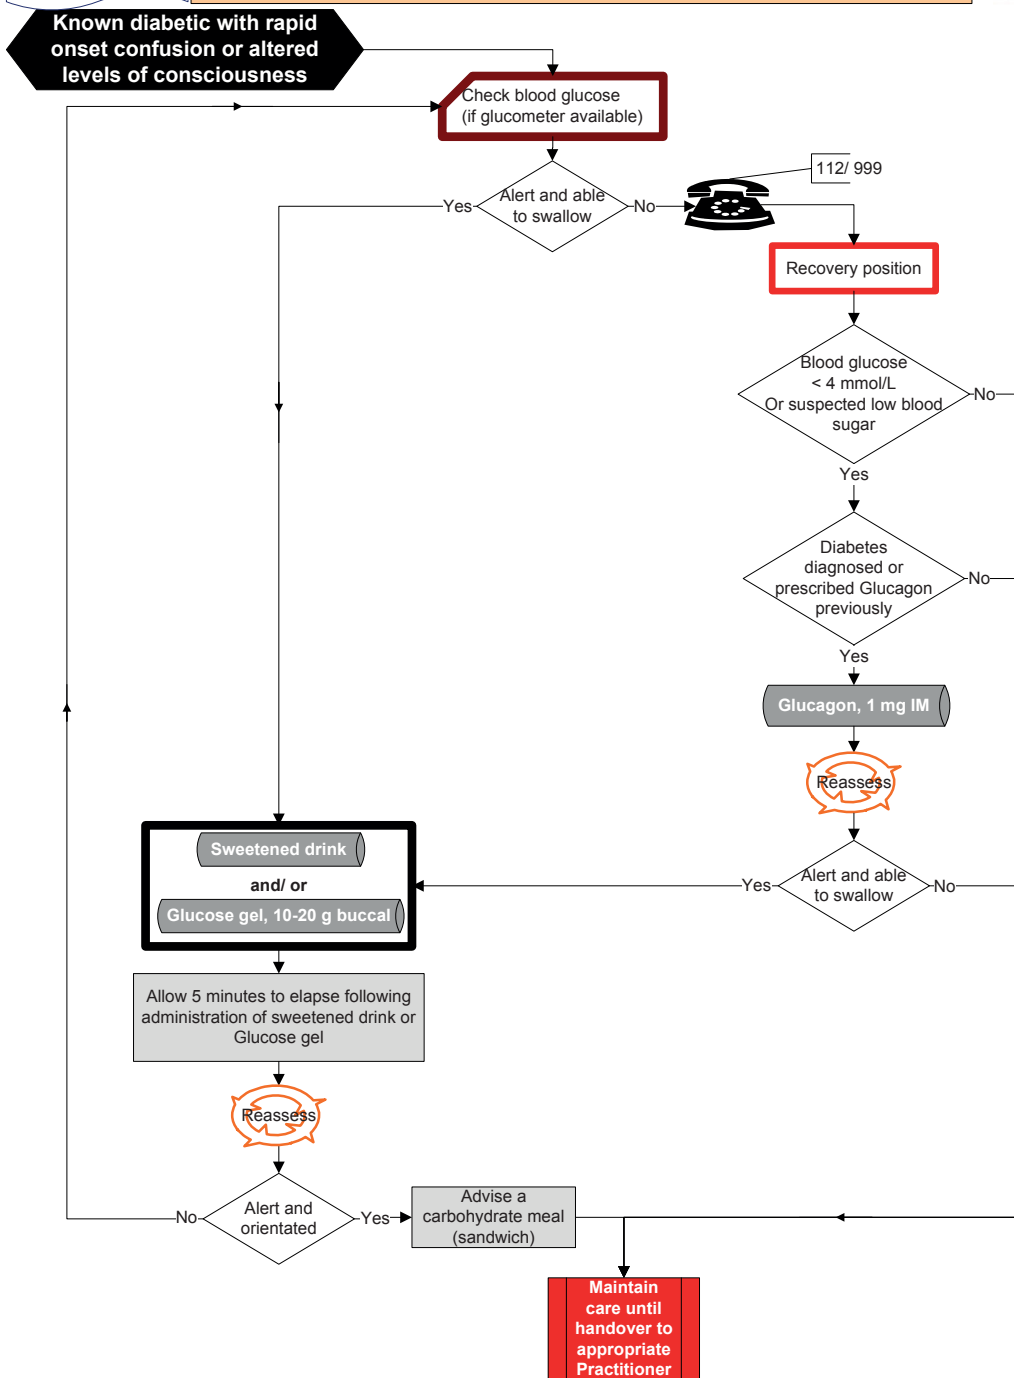 Known diabetic with rapid
onset confusion or altered
levels of consciousness
Check blood glucose
(if glucometer available)
112/ 999
Alert and able
to swallow
Yes
No
Recovery position
Blood glucose
< 4 mmol/L
Or suspected low blood
sugar
No
Yes
Diabetes
diagnosed or
prescribed Glucagon
previously
No
Yes
Glucagon, 1 mg IM
Reassess
Alert and able
to swallow
Yes
No
Sweetened drink
and/ or
Glucose gel, 10-20 g buccal
Allow 5 minutes to elapse following
administration of sweetened drink or
Glucose gel
Reassess
Alert and
orientated
No
Yes
Advise a
carbohydrate meal
(sandwich)
Maintain
care until
handover to
appropriate
Practitioner